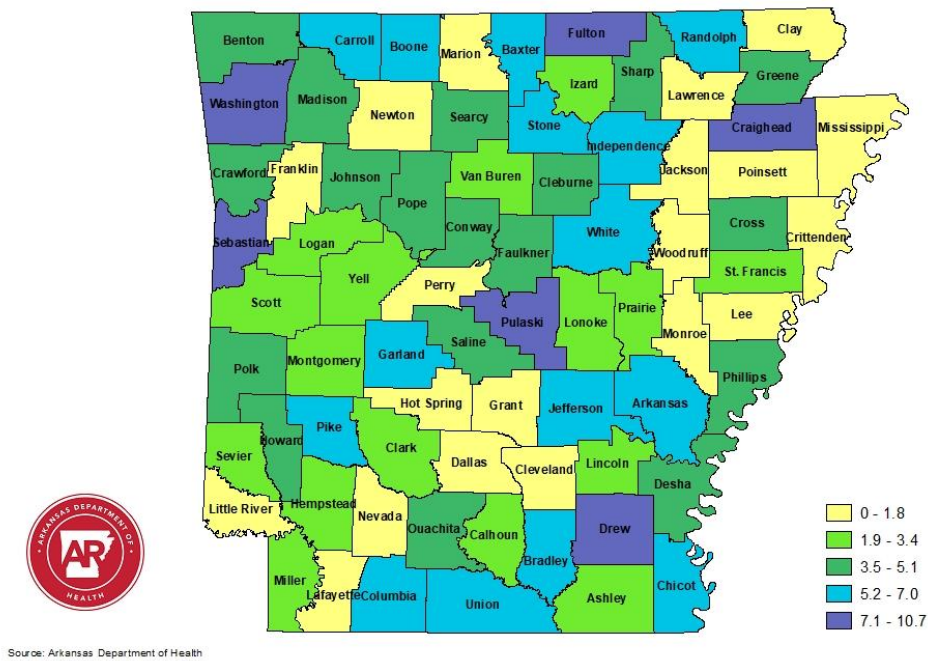 Benton
Carroll
Boone
Marion
Baxter
Fulton
Randolph
Clay
Izard
Sharp
Greene
Washington
Madison
Newton
Searcy
Lawrence
Stone
Independence
Craighead
Mississippi
Crawford
Franklin
Johnson
Van Buren
Cleburne
Jackson
Poinsett
Pope
Conway
Faulkner
White
Woodruff
Cross
Crittenden
Sebastian
Logan
St. Francis
Scott
Yell
Perry
Pulaski
Lonoke
Prairie
Monroe
Lee
Polk
Montgomery
Garland
Saline
Phillips
Hot Spring
Grant
Jefferson
Arkansas
Howard
Pike
Clark
Sevier
Dallas
Cleveland
Lincoln
Desha
Little River
Hempstead
Nevada
Ouachita
Calhoun
Bradley
Drew
Miller
Lafayette
Columbia
Union
Ashley
Chicot
ARKANSAS DEPARTMENT OF
AR
HEALTH
0 - 1.8
1.9 - 3.4
3.5 - 5.1
5.2 - 7.0
7.1 - 10.7
Source: Arkansas Department of Health